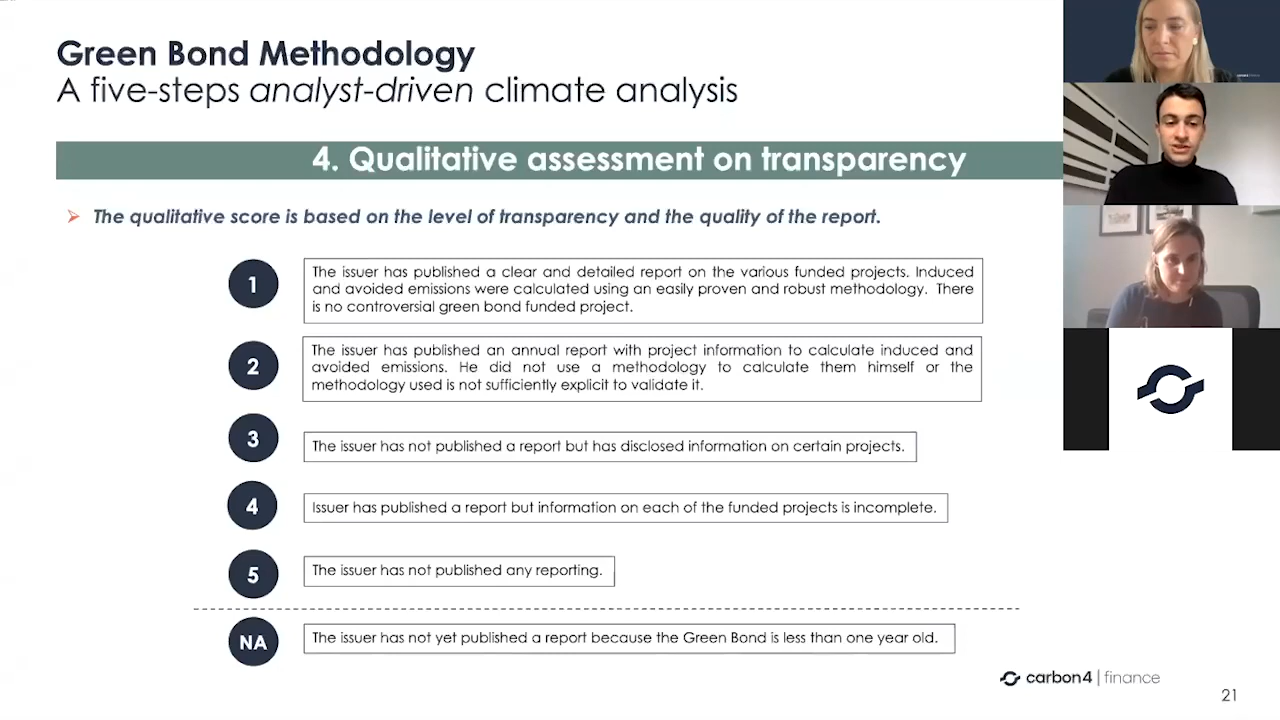 Green Bond Methodology
A five-steps analyst-driven climate analysis
4. Qualitative assessment on transparency
The qualitative score is based on the level of transparency and the quality of the report.
1
The issuer has published a clear and detailed report on the various funded projects. Induced
and avoided emissions were calculated using an easily proven and robust methodology. There
is no controversial green bond funded project.
2
The issuer has published an annual report with project information to calculate induced and
avoided emissions. He did not use a methodology to calculate them himself or the
methodology used is not sufficiently explicit to validate it.
3
The issuer has not published a report but has disclosed information on certain projects.
4
Issuer has published a report but information on each of the funded projects is incomplete.
5
The issuer has not published any reporting.
NA
The issuer has not yet published a report because the Green Bond is less than one year old.
carbon4 | finance
21